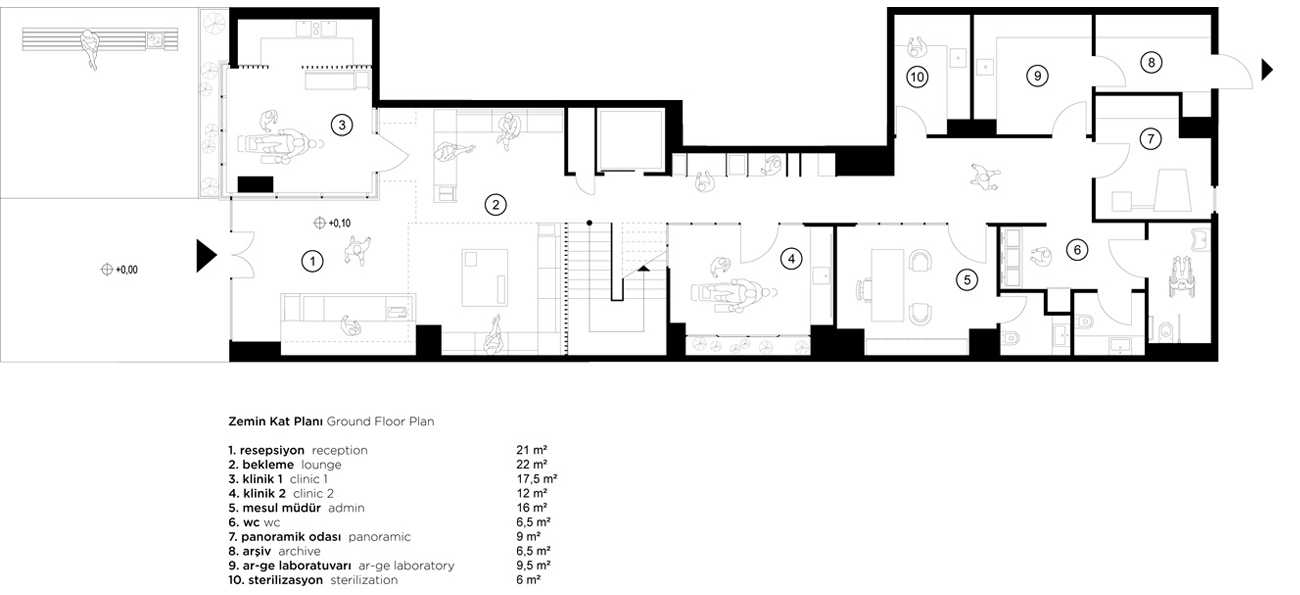 10
9
8
3
7
2
+0,10
1
4
6
5
+0,00
Zemin Kat Planı Ground Floor Plan
1. resepsiyon reception 21 m²
2. bekleme lounge 22 m²
3. klinik 1 clinic 1 17,5 m²
4. klinik 2 clinic 2 12 m²
5. mesul müdür admin 16 m²
6. wc wc 6,5 m²
7. panoramik odası panoramic 9 m²
8. arşiv archive 6,5 m²
9. ar-ge laboratuvarı ar-ge laboratory 9,5 m²
10. sterilizasyon sterilization 6 m²